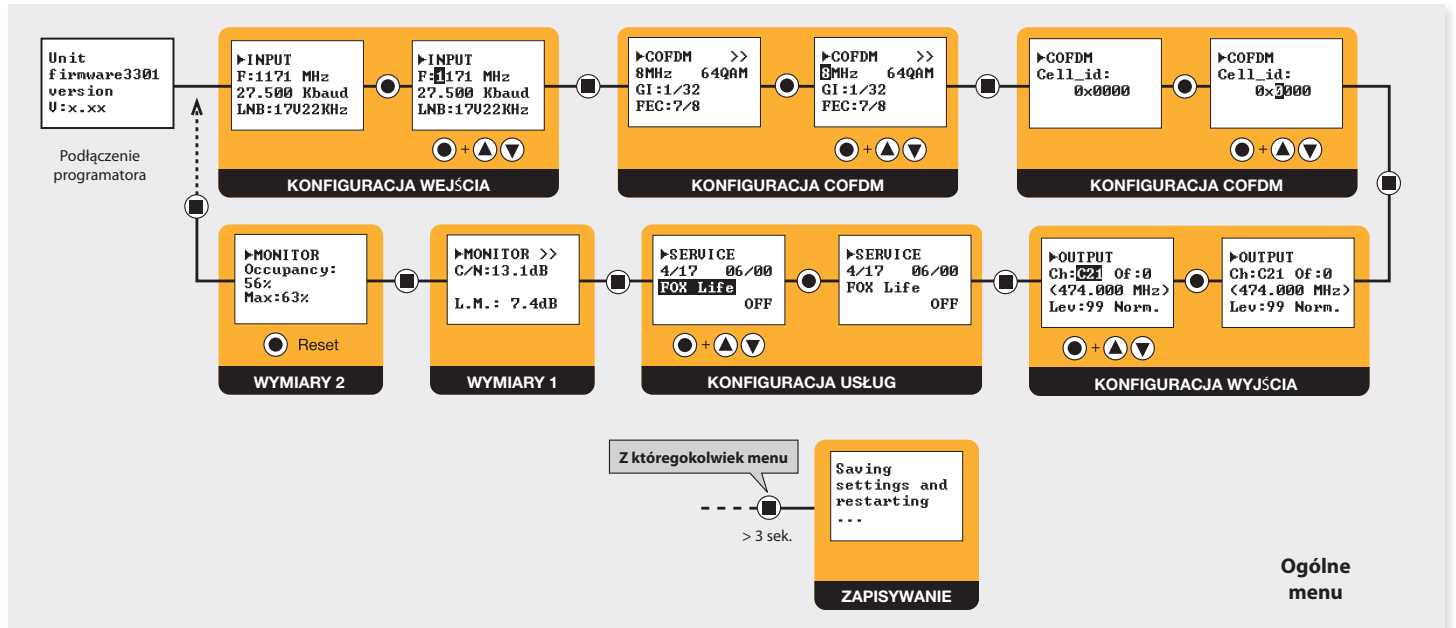 Unit
firmware3301
version
V:x.xx
Podłączenie
programatora
►INPUT
F:1171 MHz
27.500 Kbaud
LNB:17V22KHz
►INPUT
F:1171 MHz
27.500 Kbaud
LNB:17V22KHz
+
KONFIGURACJA WEJŚCIA
►COFDM >>
8MHz 64QAM
GI:1/32
FEC:7/8
►COFDM >>
8MHz 64QAM
GI:1/32
FEC:7/8
+
KONFIGURACJA COFDM
►COFDM
Cell_id:
0x0000
►COFDM
Cell_id:
0x0000
+
KONFIGURACJA COFDM
►MONITOR
Occupancy:
56%
Max:63%
Reset
WYMIARY 2
►MONITOR >>
C/N:13.1dB
L.M.: 7.4dB
WYMIARY 1
►SERVICE
4/17 06/00
FOX Life
OFF
►SERVICE
4/17 06/00
FOX Life
OFF
+
KONFIGURACJA USŁUG
►OUTPUT
Ch:C21 Of:0
(474.000 MHz)
Lev:99 Norm.
►OUTPUT
Ch:C21 Of:0
(474.000 MHz)
Lev:99 Norm.
+
KONFIGURACJA WYJŚCIA
Z któregokolwiek menu
> 3 sek.
Saving
settings and
restarting
...
ZAPISYWANIE
Ogólne
menu